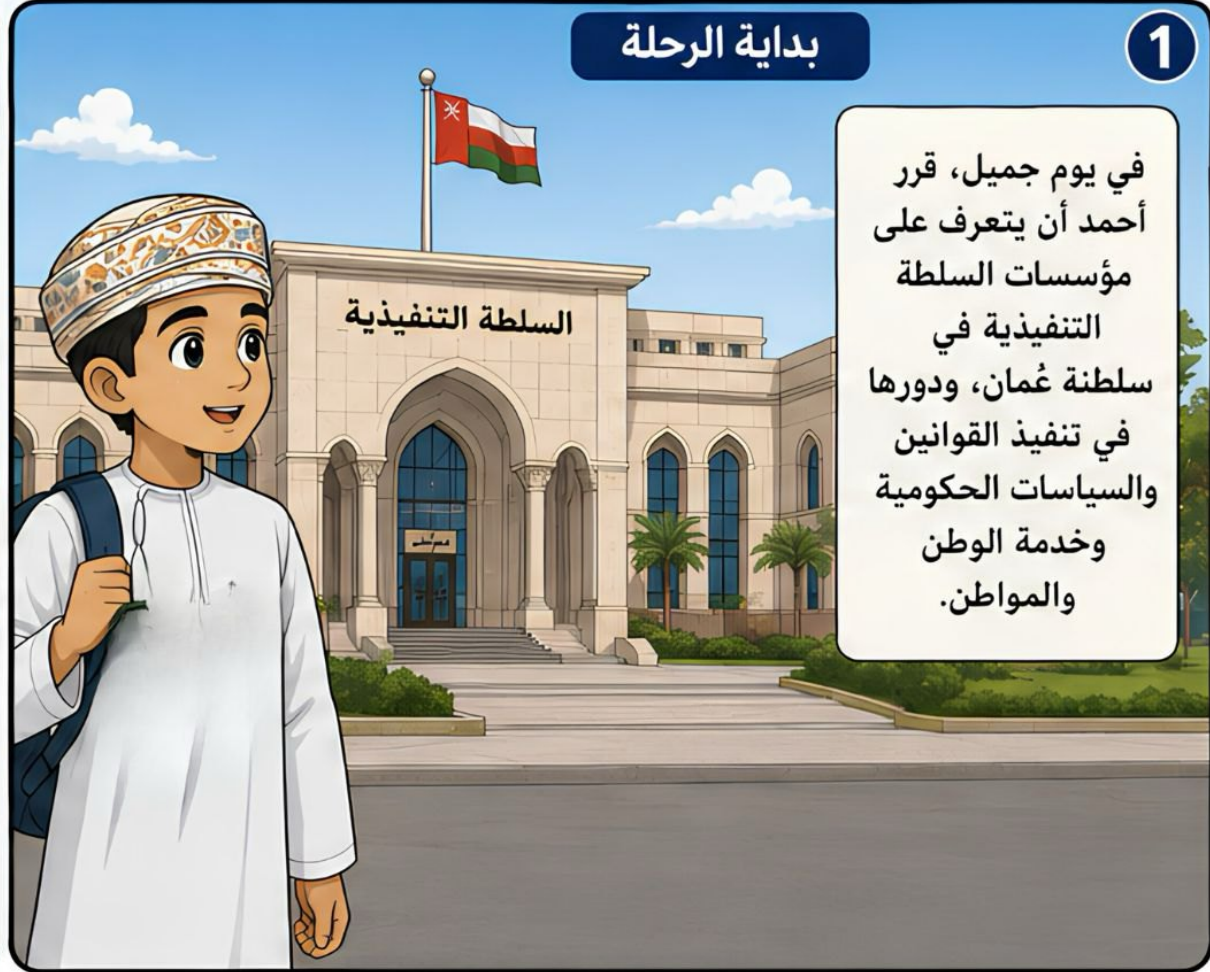 1
بداية الرحلة
في يوم جميل، قرر
أحمد أن يتعرف على
مؤسسات السلطة
التنفيذية في
سلطنة عُمان، ودورها
في تنفيذ القوانين
والسياسات الحكومية
وخدمة الوطن
والمواطن.
السلطة التنفيذية